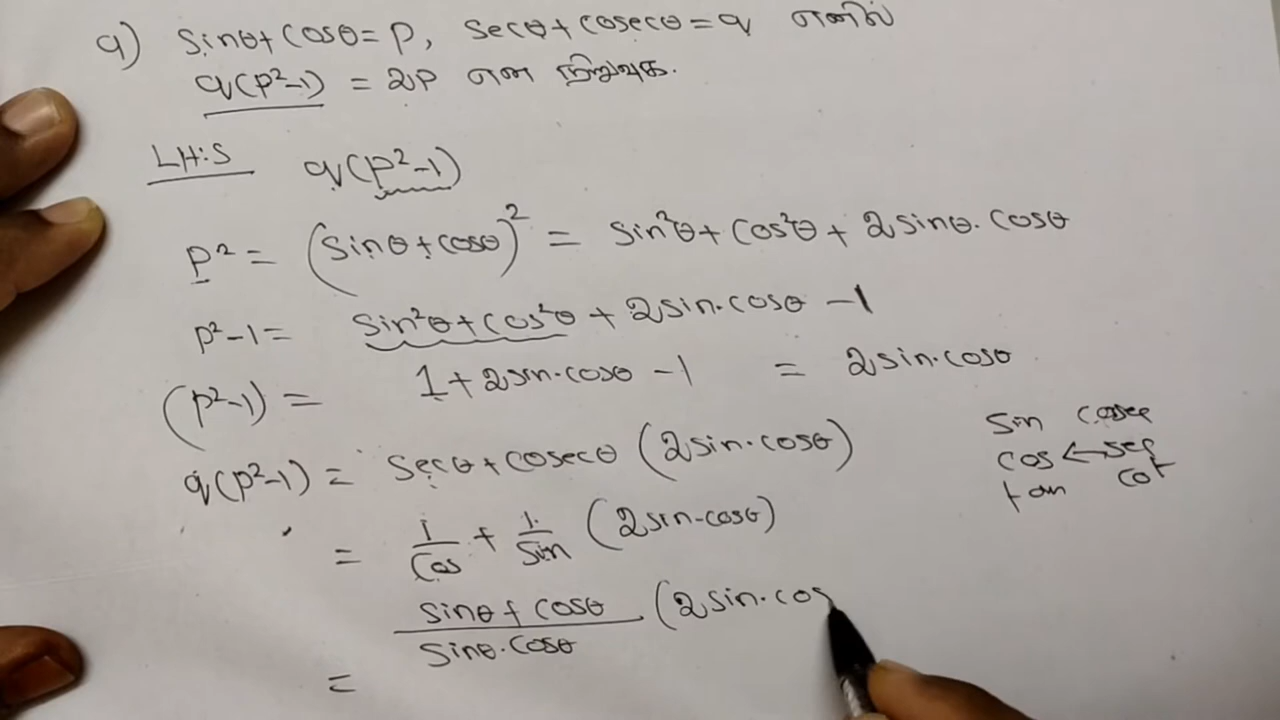 9) sinθ+cosθ=p, secθ+cosecθ=q எனில்
q(p²-1) = 2p என நிறுவுக.
LH:S q(p²-1)
p² = (sinθ+cosθ)² = sin²θ+cos²θ+2sinθ.cosθ
p²-1= sin²θ+cos²θ+2sin.cosθ-1
(p²-1) = 1+2sin.cosθ-1 = 2sin.cosθ
q(p²-1) = secθ+cosecθ (2sin.cosθ)
sin cosec
cos ← sec
tan cot
= 1/cos + 1/sin (2sin.cosθ)
sinθ+cosθ/sinθ.cosθ (2sin.cos
=